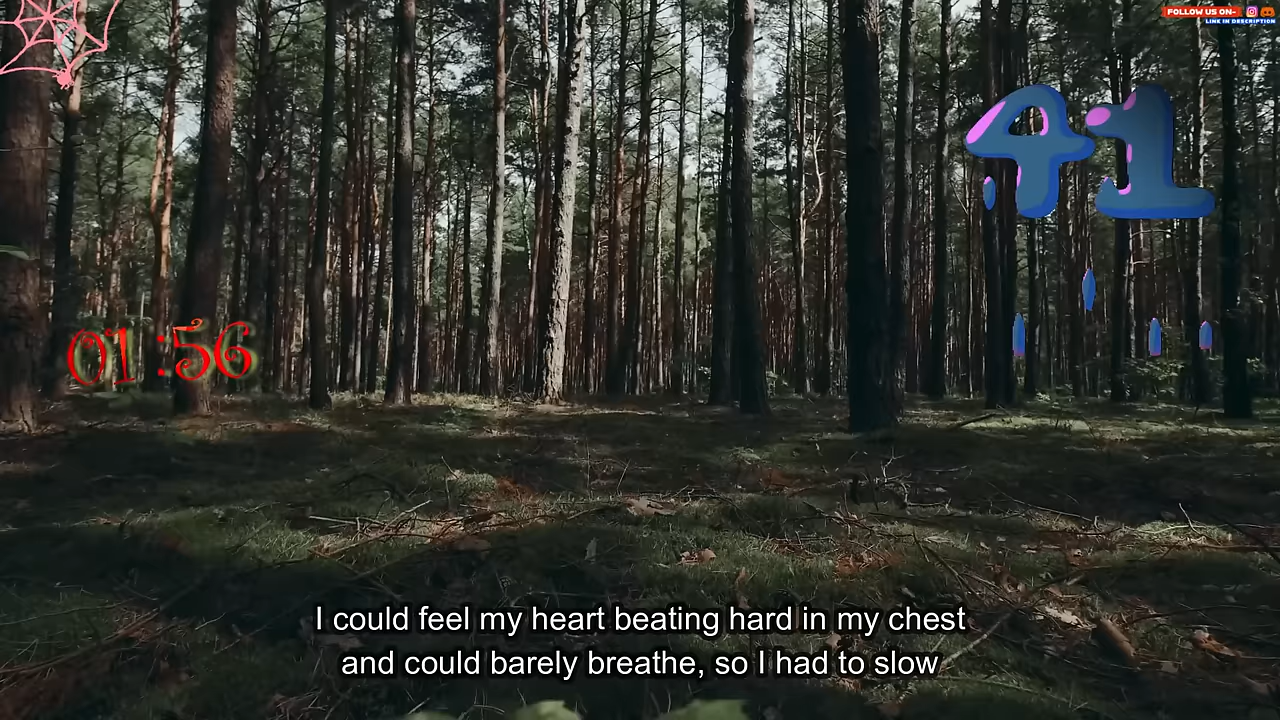 FOLLOW US ON-
LINK IN DESCRIPTION
41
01:56
I could feel my heart beating hard in my chest
and could barely breathe, so I had to slow